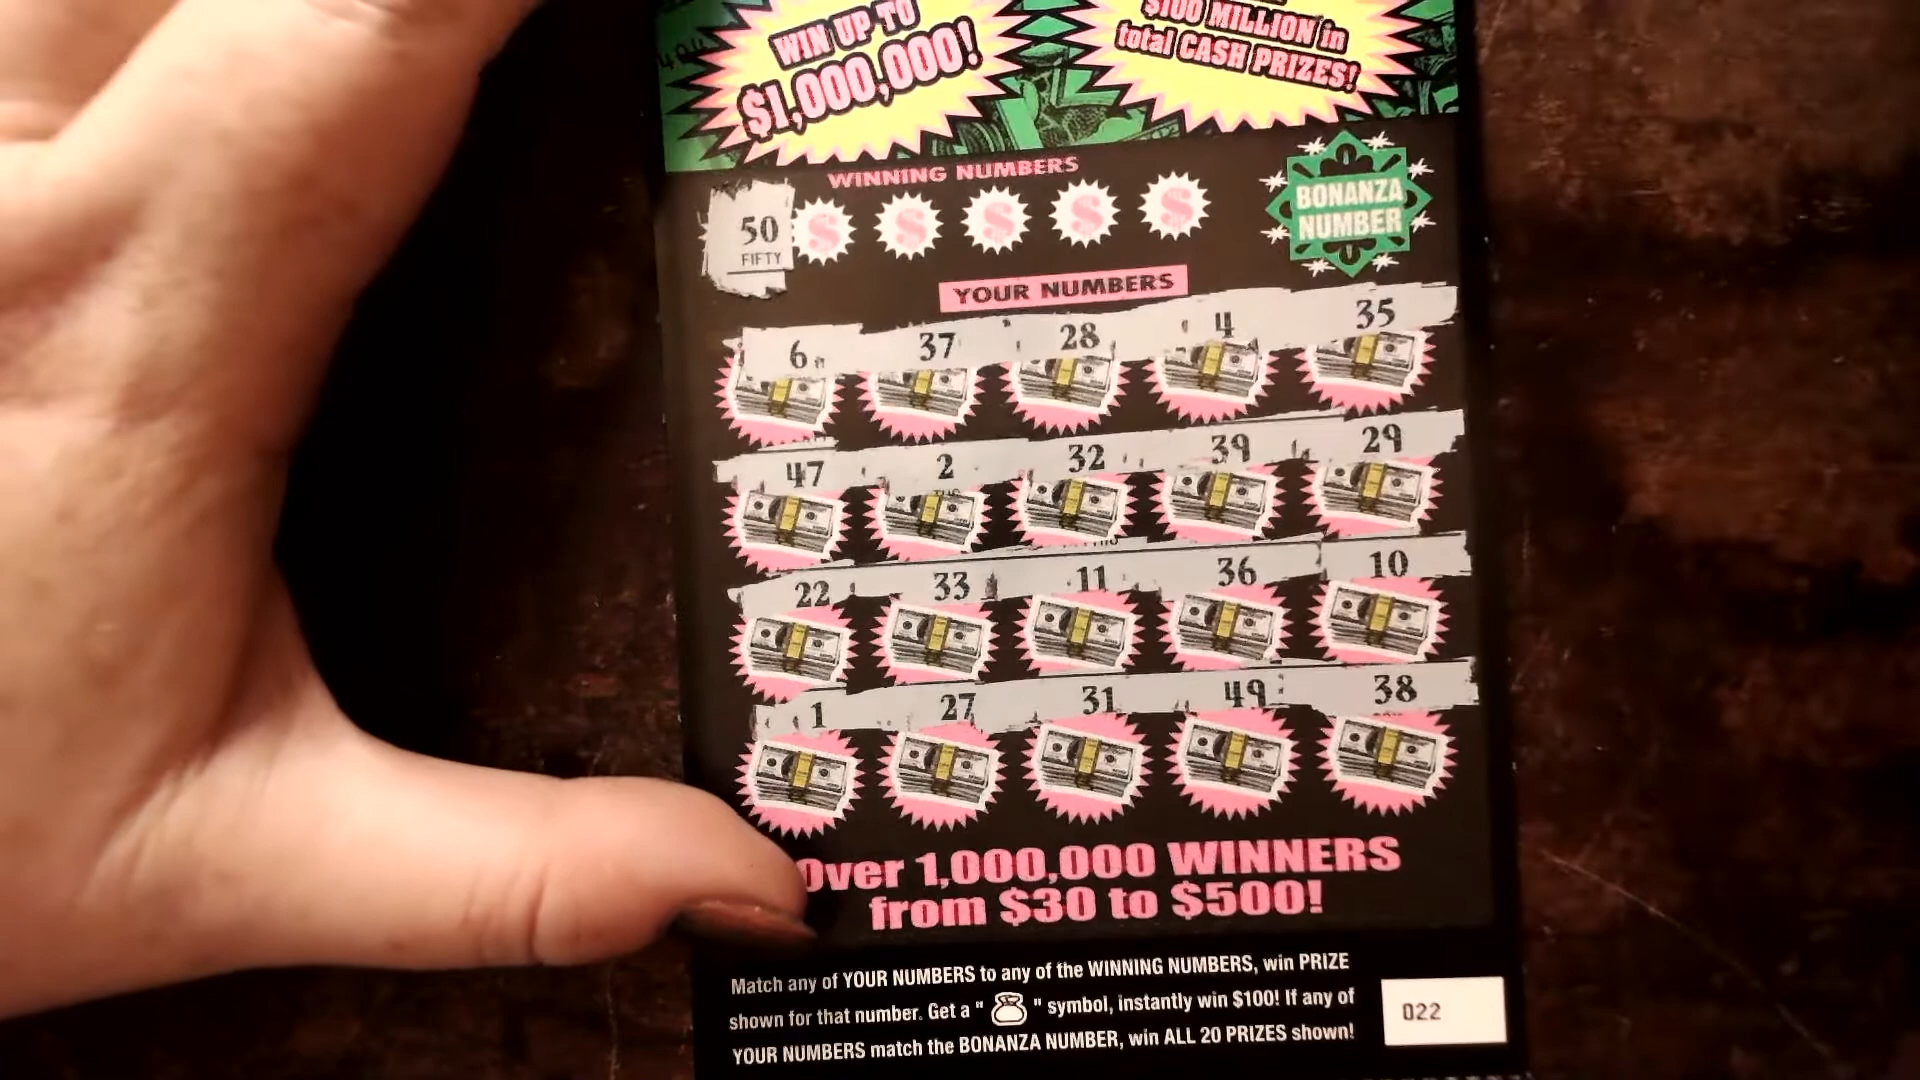 WIN UP TO
$1,000,000!
$100 MILLION in
total CASH PRIZES!
WINNING NUMBERS
50
FIFTY
$ $ $ $ $
BONANZA
NUMBER
YOUR NUMBERS
6 37 28 4 35
47 2 32 39 29
22 33 11 36 10
1 27 31 49 38
Over 1,000,000 WINNERS
from $30 to $500!
Match any of YOUR NUMBERS to any of the WINNING NUMBERS, win PRIZE
shown for that number. Get a " " symbol, instantly win $100! If any of
YOUR NUMBERS match the BONANZA NUMBER, win ALL 20 PRIZES shown!
022